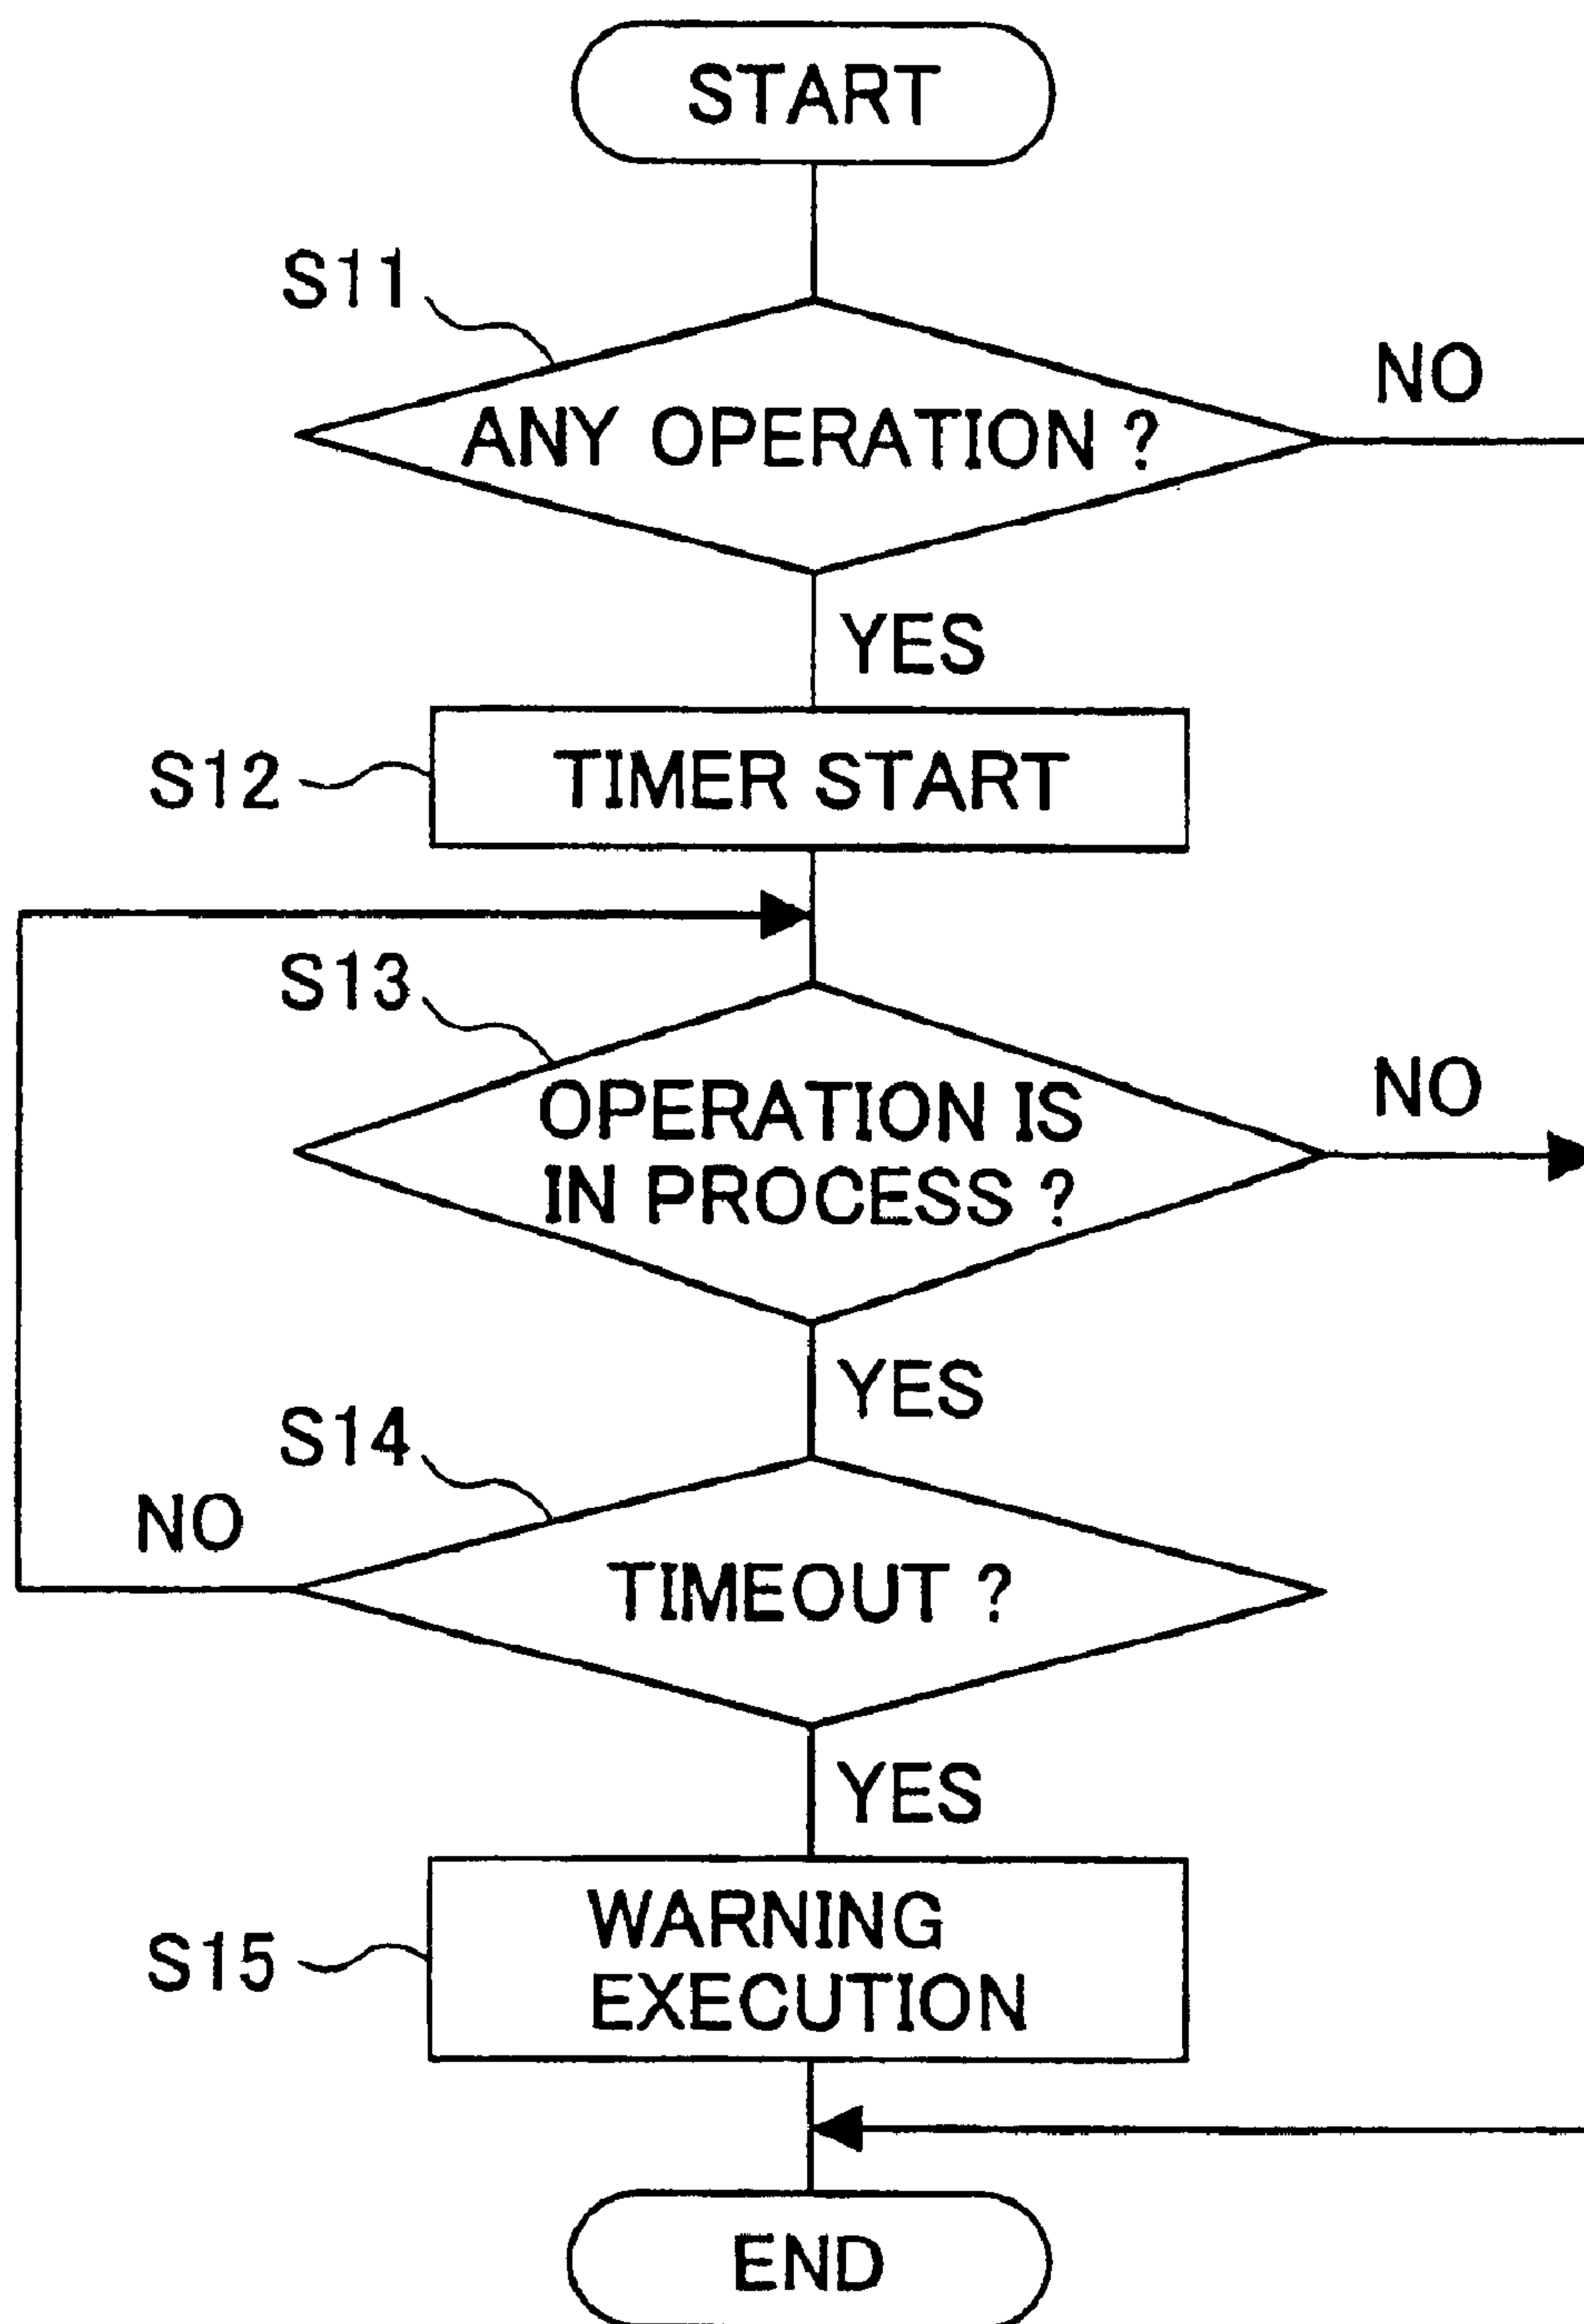 START
S11
NO
ANY OPERATION ?
YES
S12
TIMER START
S13
OPERATION IS
IN PROCESS ?
NO
YES
S14
NO
TIMEOUT ?
YES
S15
WARNING
EXECUTION
END